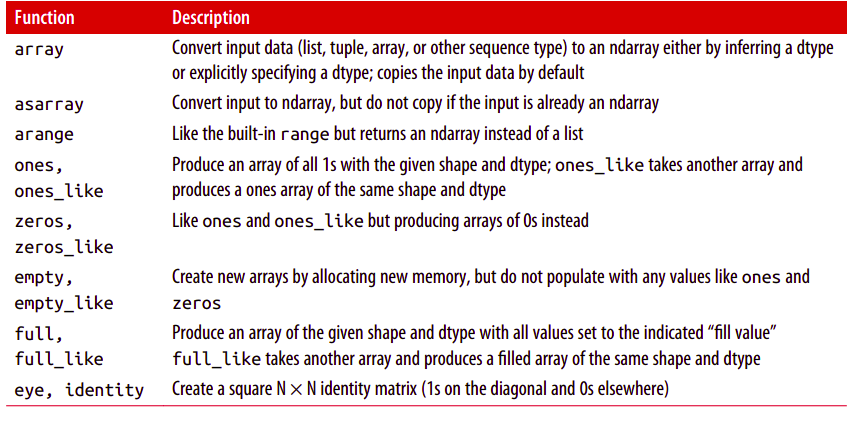 Function Description
array Convert input data (list, tuple, array, or other sequence type) to an ndarray either by inferring a dtype
or explicitly specifying a dtype; copies the input data by default
asarray Convert input to ndarray, but do not copy if the input is already an ndarray
arange Like the built-in range but returns an ndarray instead of a list
ones, Produce an array of all 1s with the given shape and dtype; ones_like takes another array and
ones_like produces a ones array of the same shape and dtype
zeros, Like ones and ones_like but producing arrays of 0s instead
zeros_like
empty, Create new arrays by allocating new memory, but do not populate with any values like ones and
empty_like zeros
full, Produce an array of the given shape and dtype with all values set to the indicated “fill value”
full_like full_like takes another array and produces a filled array of the same shape and dtype
eye, identity Create a square N × N identity matrix (1s on the diagonal and 0s elsewhere)